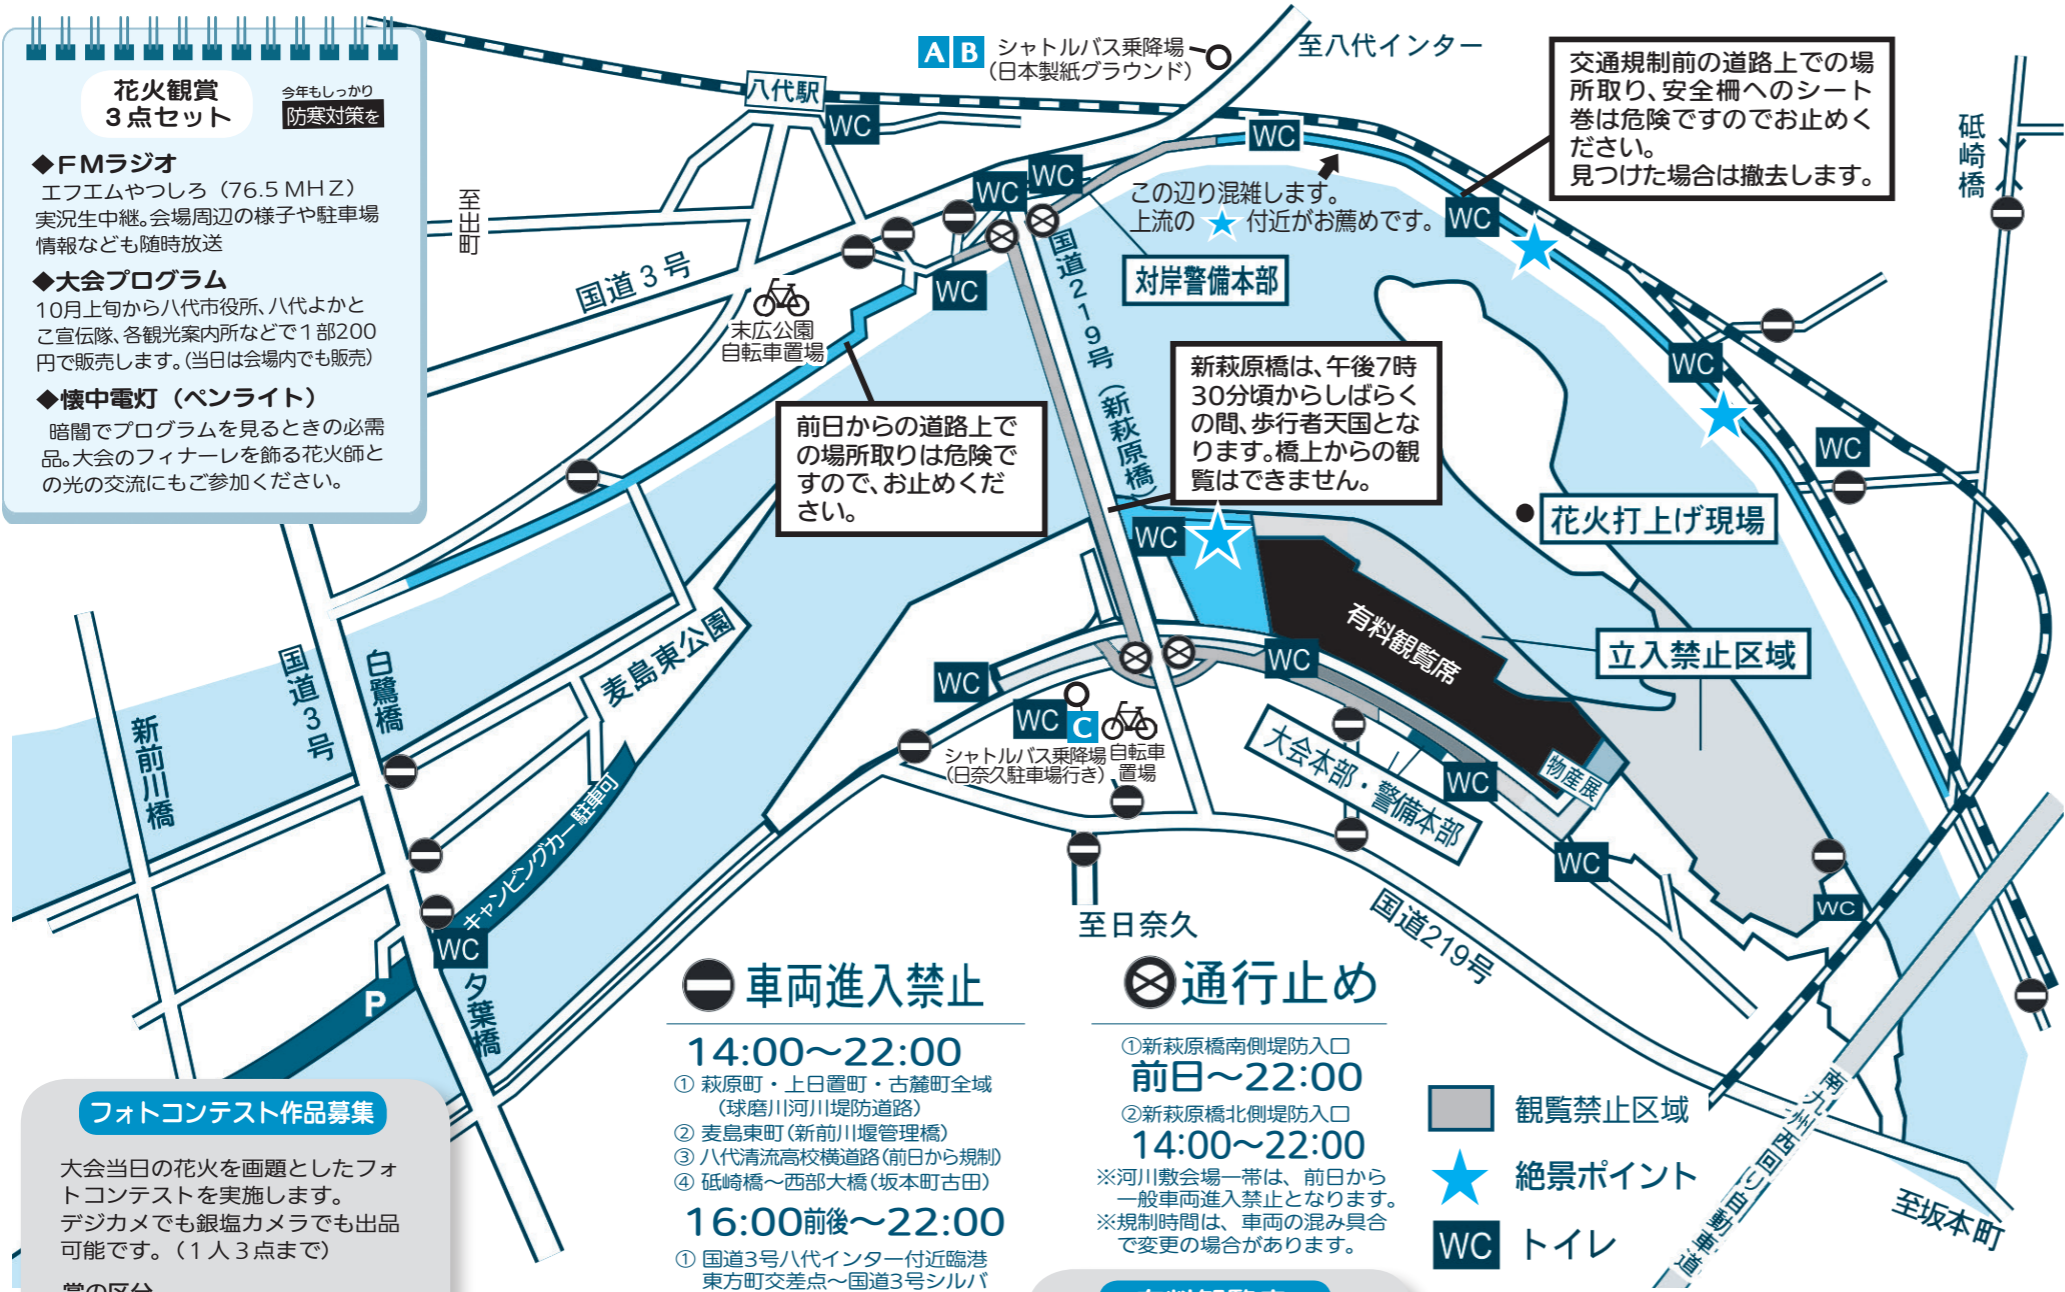 花火観賞
3点セット
今年もしっかり
防寒対策を
◆FMラジオ
エフエムやつしろ（76.5MHZ）
実況生中継。会場周辺の様子や駐車場
情報なども随時放送
◆大会プログラム
10月上旬から八代市役所、八代よかと
こ宣伝隊、各観光案内所などで1部200
円で販売します。(当日は会場内でも販売)
◆懐中電灯（ペンライト）
暗闇でプログラムを見るときの必需
品。大会のフィナーレを飾る花火師と
の光の交流にもご参加ください。
A B シャトルバス乗降場
（日本製紙グラウンド）
至八代インター
八代駅
WC
WC
WC
WC
WC
WC
至出町
国道3号
末広公園
自転車置場
この辺り混雑します。
上流の★付近がお薦めです。
交通規制前の道路上での場
所取り、安全柵へのシート
巻は危険ですのでお止めく
ださい。
見つけた場合は撤去します。
砥崎橋
対岸警備本部
国道219号（新萩原橋）
前日からの道路上で
の場所取りは危険で
すので、お止めくだ
さい。
新萩原橋は、午後7時
30分頃からしばらく
の間、歩行者天国とな
ります。橋上からの観
覧はできません。
WC
WC
WC
花火打上げ現場
有料観覧席
立入禁止区域
WC
WC
WC
C
シャトルバス乗降場
（日奈久駐車場行き）
自転車
置場
大会本部・警備本部
WC
物産展
WC
WC
麦島東公園
国道3号
白鷺橋
新前川橋
キャンピングカー駐車可
WC
P
夕葉橋
至日奈久
国道219号
南九州西回り自動車道
至坂本町
車両進入禁止
14:00〜22:00
① 萩原町・上日置町・古麓町全域
（球磨川河川堤防道路）
② 麦島東町(新前川堰管理橋)
③ 八代清流高校横道路(前日から規制)
④ 砥崎橋〜西部大橋(坂本町古田)
16:00前後〜22:00
① 国道3号八代インター付近臨港
東方町交差点〜国道3号シルバ
通行止め
①新萩原橋南側堤防入口
前日〜22:00
②新萩原橋北側堤防入口
14:00〜22:00
※河川敷会場一帯は、前日から
一般車両進入禁止となります。
※規制時間は、車両の混み具合
で変更の場合があります。
観覧禁止区域
絶景ポイント
WC トイレ
フォトコンテスト作品募集
大会当日の花火を画題としたフォ
トコンテストを実施します。
デジカメでも銀塩カメラでも出品
可能です。（1人3点まで）